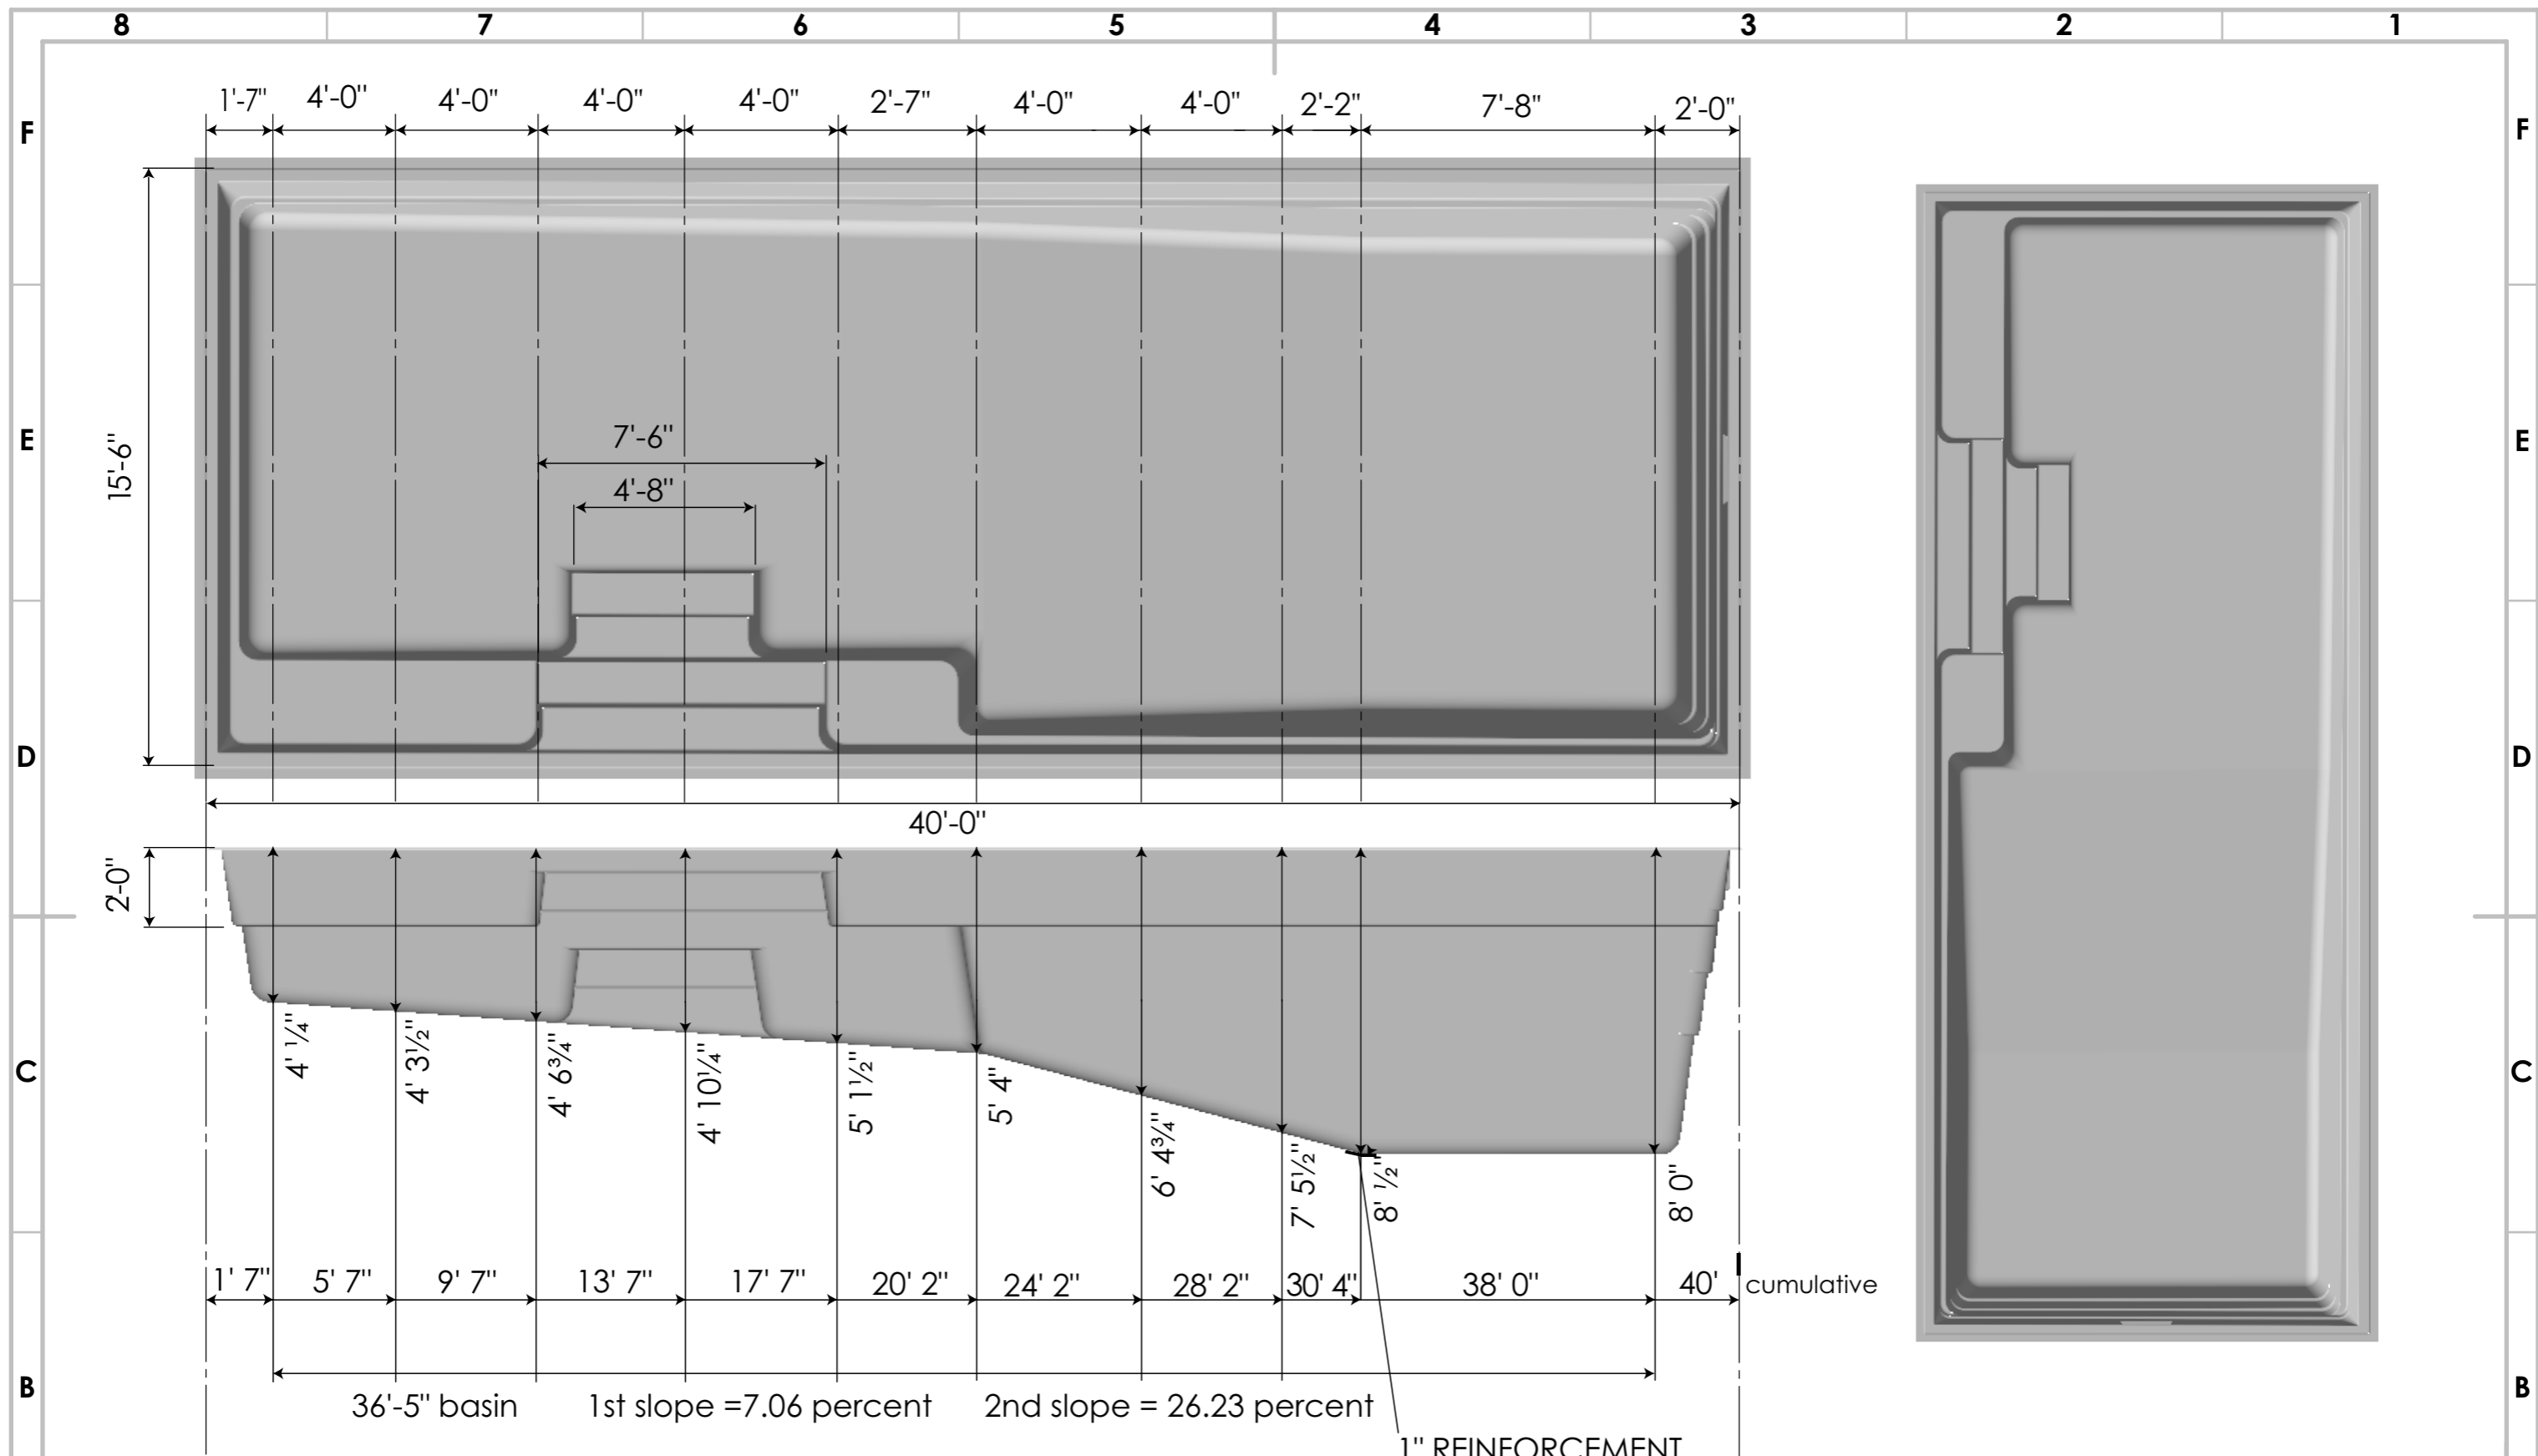 8 7 6 5 4 3 2 1
1'-7" 4'-0" 4'-0" 4'-0" 4'-0" 2'-7" 4'-0" 4'-0" 2'-2" 7'-8" 2'-0"
F F
7'-6"
E 15'-6" E
4'-8"
D D
40'-0"
2'-0"
4' ¼" 4' 3½" 4' 6¾" 4' 10¼" 5' 1½" 5' 4" 6' 4¾" 7' 5½" 8' ½" 8' 0"
C C
1' 7" 5' 7" 9' 7" 13' 7" 17' 7" 20' 2" 24' 2" 28' 2" 30' 4" 38' 0" 40' cumulative
B B
36'-5" basin 1st slope =7.06 percent 2nd slope = 26.23 percent
1" REINFORCEMENT